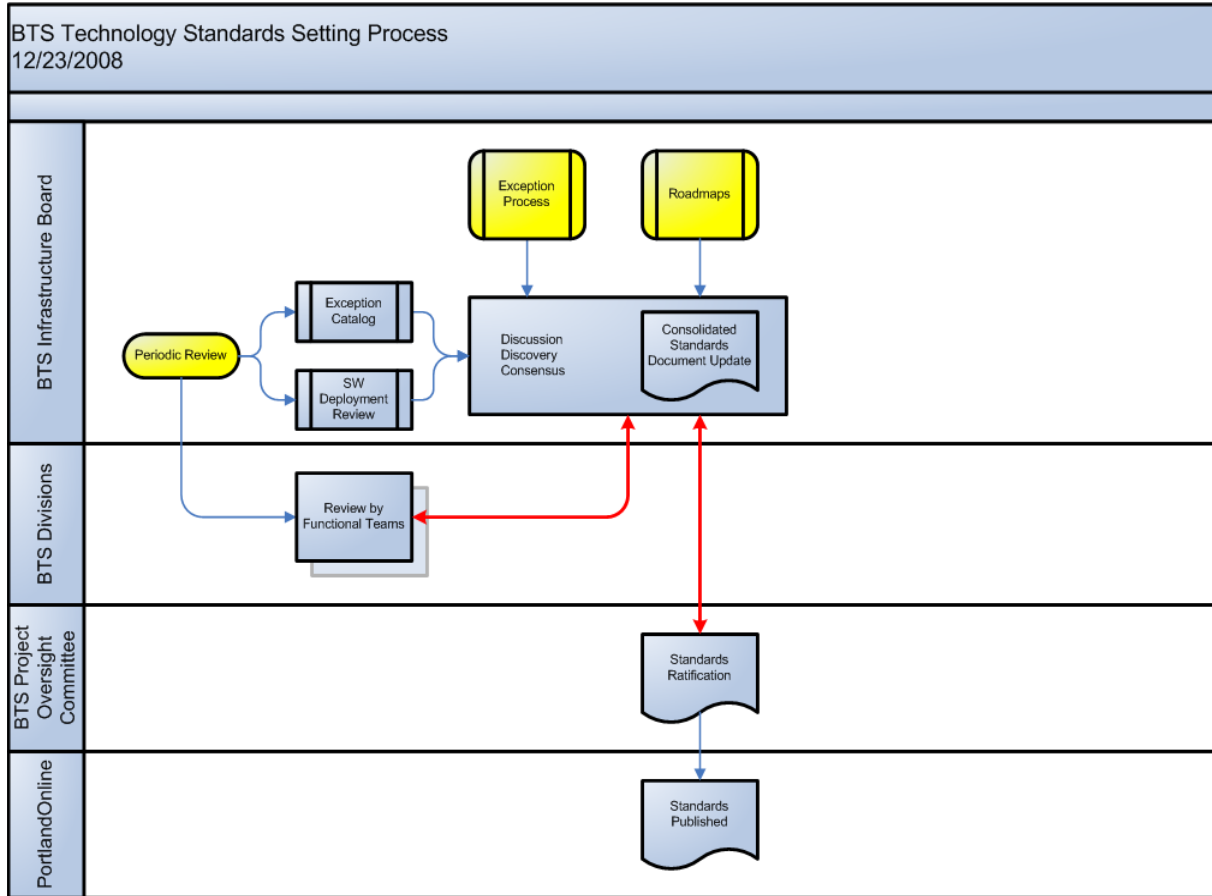 BTS Technology Standards Setting Process
12/23/2008
BTS Infrastructure Board
Exception
Process
Roadmaps
Periodic Review
Exception
Catalog
SW
Deployment
Review
Discussion
Discovery
Consensus
Consolidated
Standards
Document Update
BTS Divisions
Review by
Functional Teams
BTS Project
Oversight
Committee
Standards
Ratification
PortlandOnline
Standards
Published